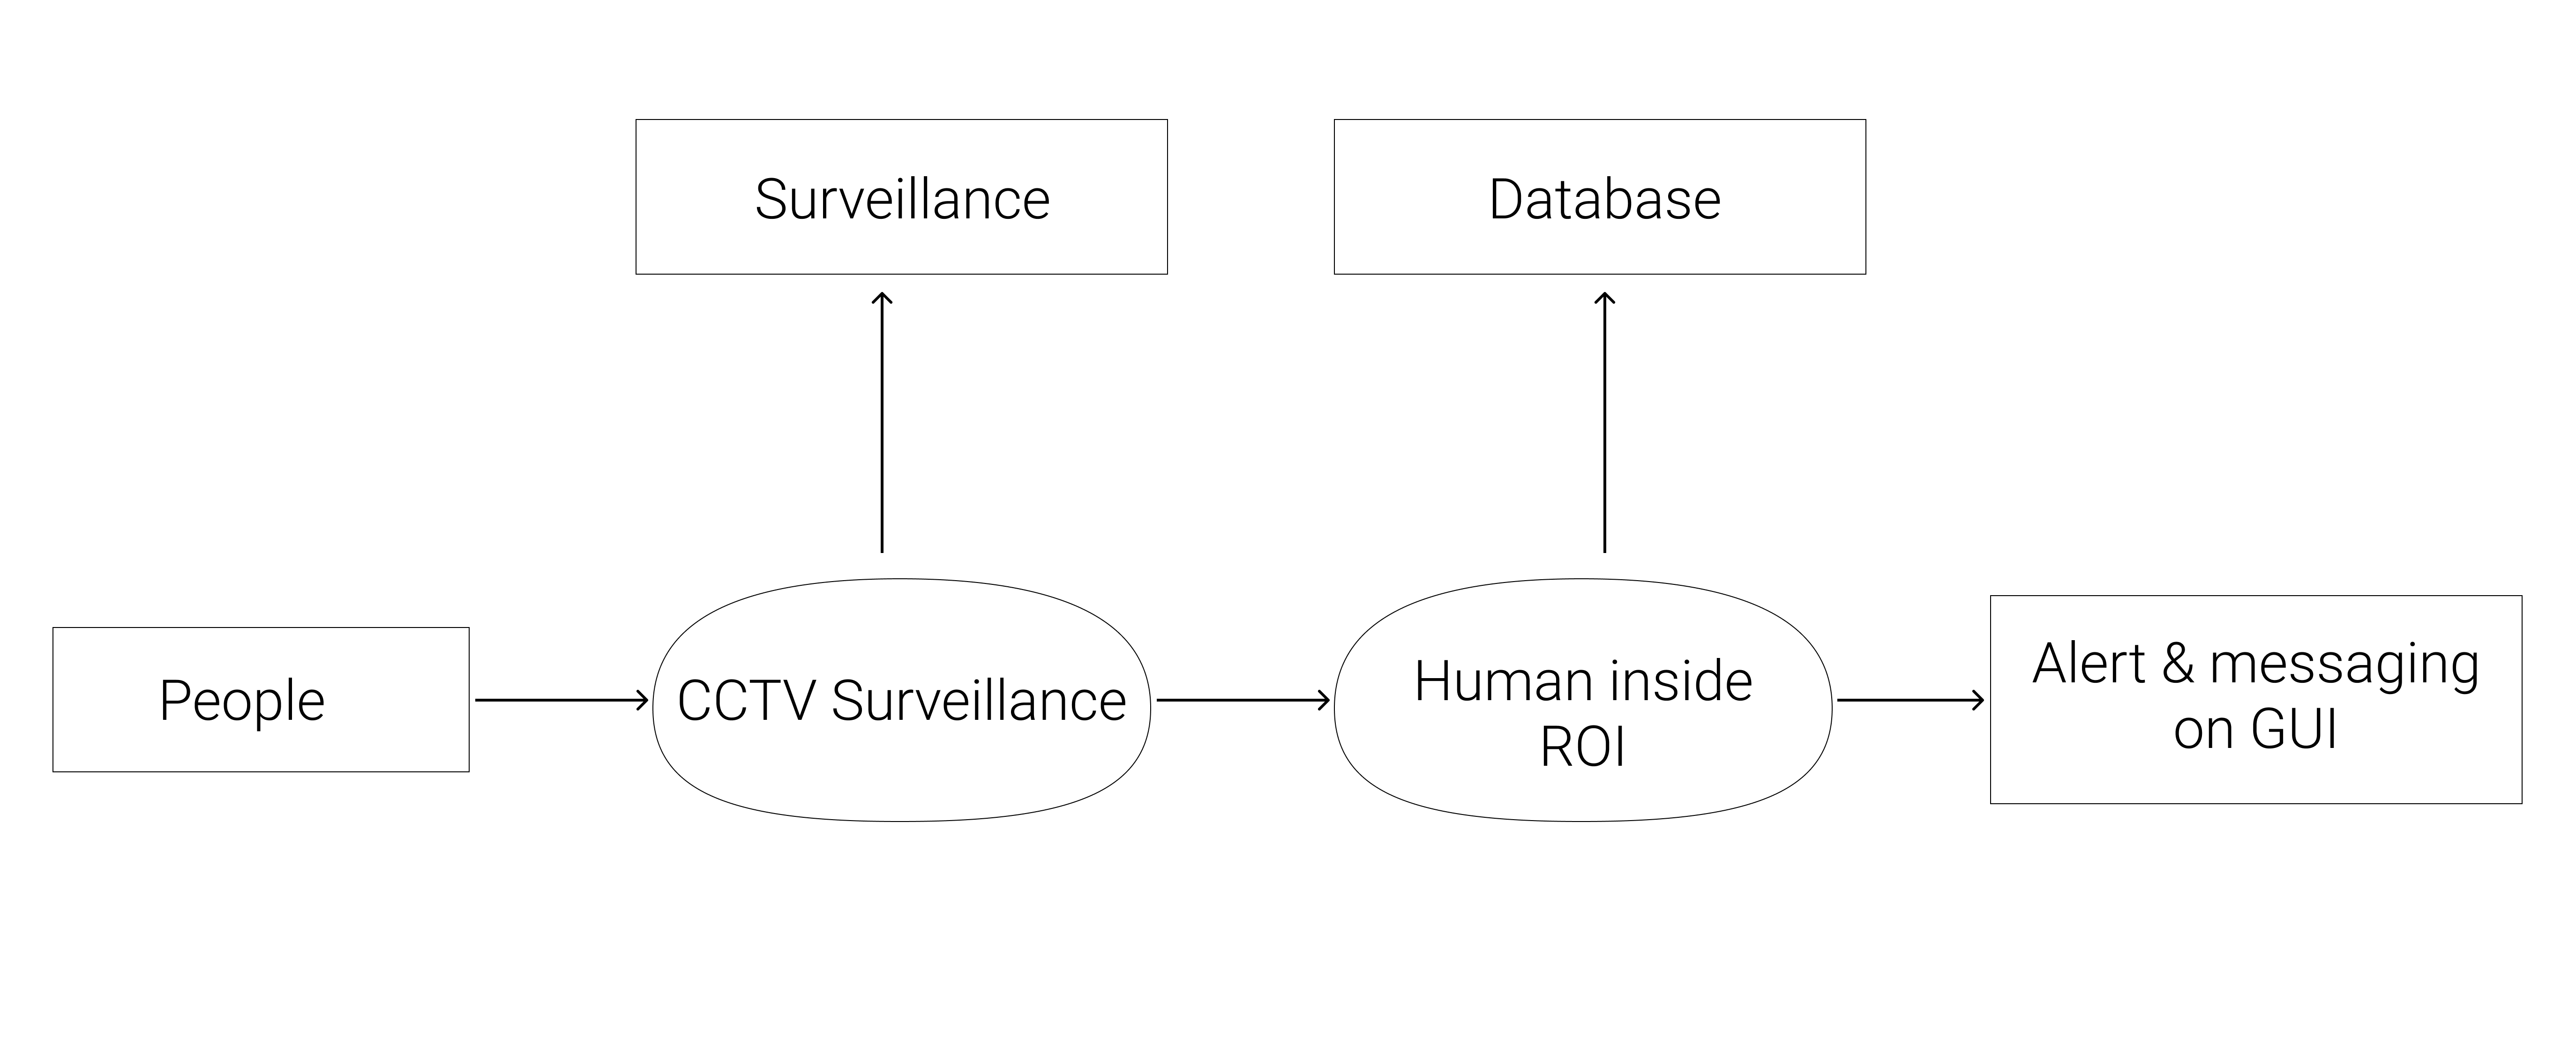 Surveillance
Database
People
CCTV Surveillance
Human inside
ROI
Alert & messaging
on GUI